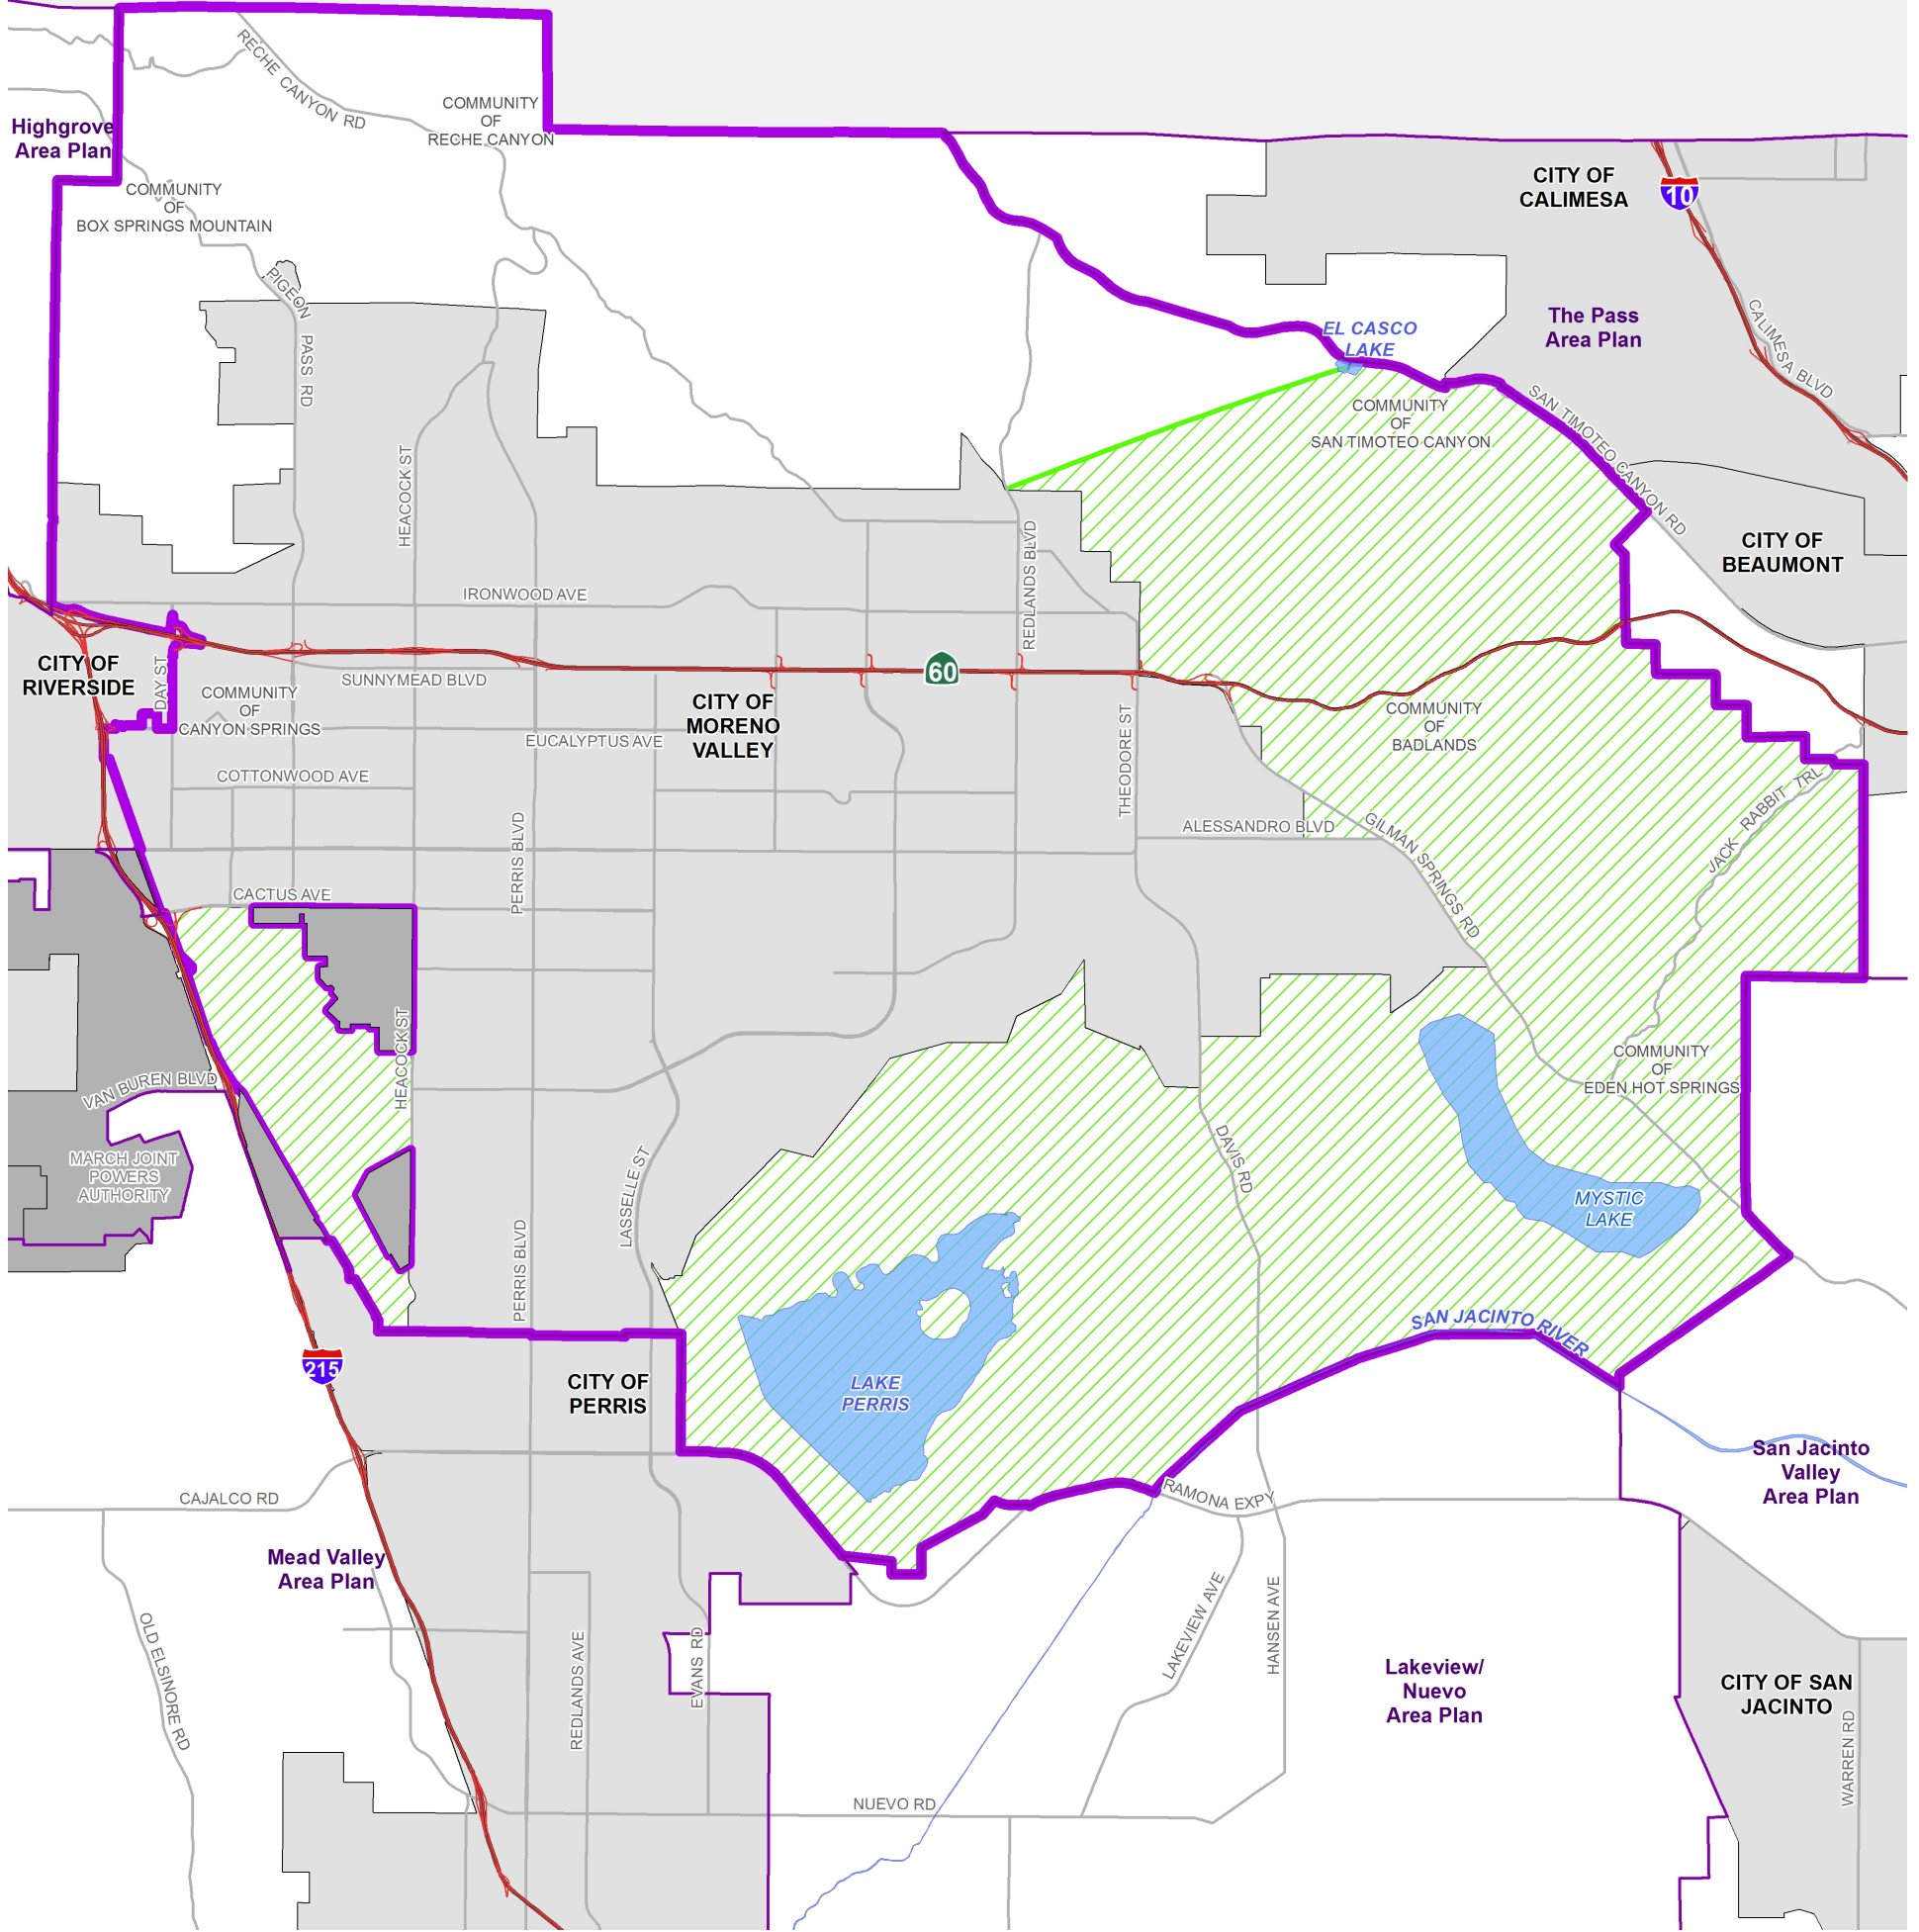 RECHE CANYON RD
COMMUNITY
OF
RECHE CANYON
Highgrove
Area Plan
COMMUNITY
OF
BOX SPRINGS MOUNTAIN
CITY OF
CALIMESA
10
PIGEON PASS RD
EL CASCO
LAKE
The Pass
Area Plan
CALIMESA BLVD
COMMUNITY
OF
SAN TIMOTEO CANYON
SAN TIMOTEO CANYON RD
HEACOCK ST
REDLANDS BLVD
CITY OF
BEAUMONT
IRONWOOD AVE
CITY OF
RIVERSIDE
DAY ST
SUNNYMEAD BLVD
60
COMMUNITY
OF
CANYON SPRINGS
CITY OF
MORENO
VALLEY
EUCALYPTUS AVE
THEODORE ST
COMMUNITY
OF
BADLANDS
COTTONWOOD AVE
JACK RABBIT TRL
ALESSANDRO BLVD
GILMAN SPRINGS RD
PERRIS BLVD
CACTUS AVE
HEACOCK ST
COMMUNITY
OF
EDEN HOT SPRINGS
VAN BUREN BLVD
MARCH JOINT
POWERS
AUTHORITY
LASSELLE ST
DAVIS RD
MYSTIC
LAKE
PERRIS BLVD
SAN JACINTO RIVER
215
CITY OF
PERRIS
LAKE
PERRIS
San Jacinto
Valley
Area Plan
CAJALCO RD
RAMONA EXPY
Mead Valley
Area Plan
OLD ELSINORE RD
REDLANDS AVE
EVANS RD
LAKEVIEW AVE
HANSEN AVE
Lakeview/
Nuevo
Area Plan
CITY OF SAN
JACINTO
WARREN RD
NUEVO RD